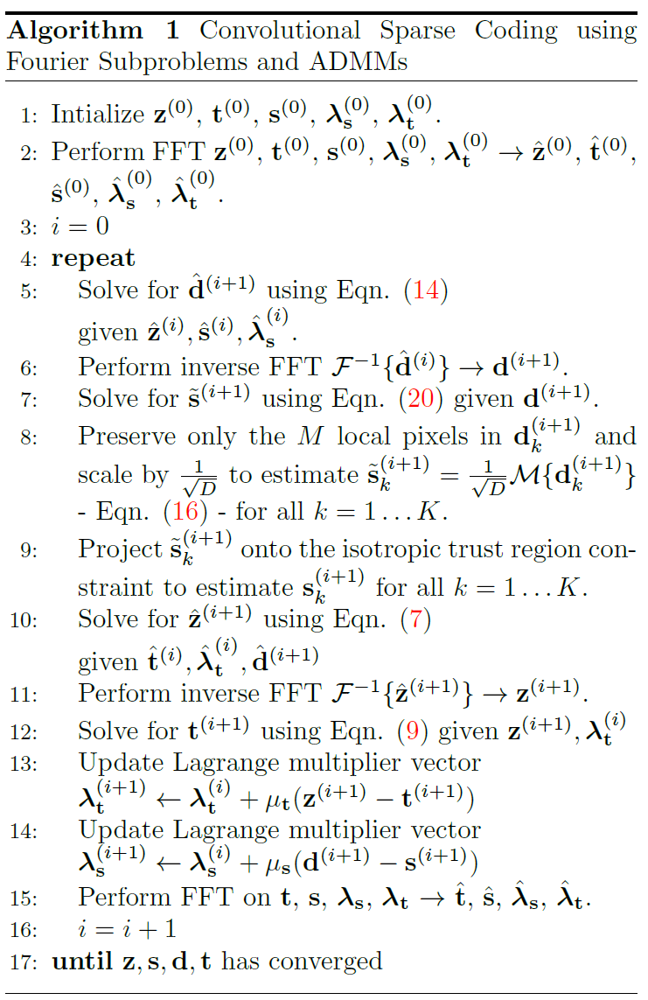 Algorithm 1 Convolutional Sparse Coding using
Fourier Subproblems and ADMMs
1: Intialize $\mathbf{z}^{(0)}$, $\mathbf{t}^{(0)}$, $\mathbf{s}^{(0)}$, $\boldsymbol{\lambda}_{\mathbf{s}}^{(0)}$, $\boldsymbol{\lambda}_{\mathbf{t}}^{(0)}$.
2: Perform FFT $\mathbf{z}^{(0)}$, $\mathbf{t}^{(0)}$, $\mathbf{s}^{(0)}$, $\boldsymbol{\lambda}_{\mathbf{s}}^{(0)}$, $\boldsymbol{\lambda}_{\mathbf{t}}^{(0)} \rightarrow \hat{\mathbf{z}}^{(0)}$, $\hat{\mathbf{t}}^{(0)}$,
$\hat{\mathbf{s}}^{(0)}$, $\hat{\boldsymbol{\lambda}}_{\mathbf{s}}^{(0)}$, $\hat{\boldsymbol{\lambda}}_{\mathbf{t}}^{(0)}$.
3: $i = 0$
4: repeat
5: Solve for $\hat{\mathbf{d}}^{(i+1)}$ using Eqn. (14)
given $\hat{\mathbf{z}}^{(i)}, \hat{\mathbf{s}}^{(i)}, \hat{\boldsymbol{\lambda}}_{\mathbf{s}}^{(i)}$.
6: Perform inverse FFT $\mathcal{F}^{-1}\{\hat{\mathbf{d}}^{(i)}\} \rightarrow \mathbf{d}^{(i+1)}$.
7: Solve for $\tilde{\mathbf{s}}^{(i+1)}$ using Eqn. (20) given $\mathbf{d}^{(i+1)}$.
8: Preserve only the $M$ local pixels in $\mathbf{d}_k^{(i+1)}$ and
scale by $\frac{1}{\sqrt{D}}$ to estimate $\tilde{\mathbf{s}}_k^{(i+1)} = \frac{1}{\sqrt{D}}\mathcal{M}\{\mathbf{d}_k^{(i+1)}\}$
- Eqn. (16) - for all $k = 1 \ldots K$.
9: Project $\tilde{\mathbf{s}}_k^{(i+1)}$ onto the isotropic trust region con-
straint to estimate $\mathbf{s}_k^{(i+1)}$ for all $k = 1 \ldots K$.
10: Solve for $\hat{\mathbf{z}}^{(i+1)}$ using Eqn. (7)
given $\hat{\mathbf{t}}^{(i)}, \hat{\boldsymbol{\lambda}}_{\mathbf{t}}^{(i)}, \hat{\mathbf{d}}^{(i+1)}$
11: Perform inverse FFT $\mathcal{F}^{-1}\{\hat{\mathbf{z}}^{(i+1)}\} \rightarrow \mathbf{z}^{(i+1)}$.
12: Solve for $\mathbf{t}^{(i+1)}$ using Eqn. (9) given $\mathbf{z}^{(i+1)}, \boldsymbol{\lambda}_{\mathbf{t}}^{(i)}$
13: Update Lagrange multiplier vector
$\boldsymbol{\lambda}_{\mathbf{t}}^{(i+1)} \leftarrow \boldsymbol{\lambda}_{\mathbf{t}}^{(i)} + \mu_{\mathbf{t}}(\mathbf{z}^{(i+1)} - \mathbf{t}^{(i+1)})$
14: Update Lagrange multiplier vector
$\boldsymbol{\lambda}_{\mathbf{s}}^{(i+1)} \leftarrow \boldsymbol{\lambda}_{\mathbf{s}}^{(i)} + \mu_{\mathbf{s}}(\mathbf{d}^{(i+1)} - \mathbf{s}^{(i+1)})$
15: Perform FFT on $\mathbf{t}$, $\mathbf{s}$, $\boldsymbol{\lambda}_{\mathbf{s}}$, $\boldsymbol{\lambda}_{\mathbf{t}} \rightarrow \hat{\mathbf{t}}$, $\hat{\mathbf{s}}$, $\hat{\boldsymbol{\lambda}}_{\mathbf{s}}$, $\hat{\boldsymbol{\lambda}}_{\mathbf{t}}$.
16: $i = i + 1$
17: until $\mathbf{z}, \mathbf{s}, \mathbf{d}, \mathbf{t}$ has converged